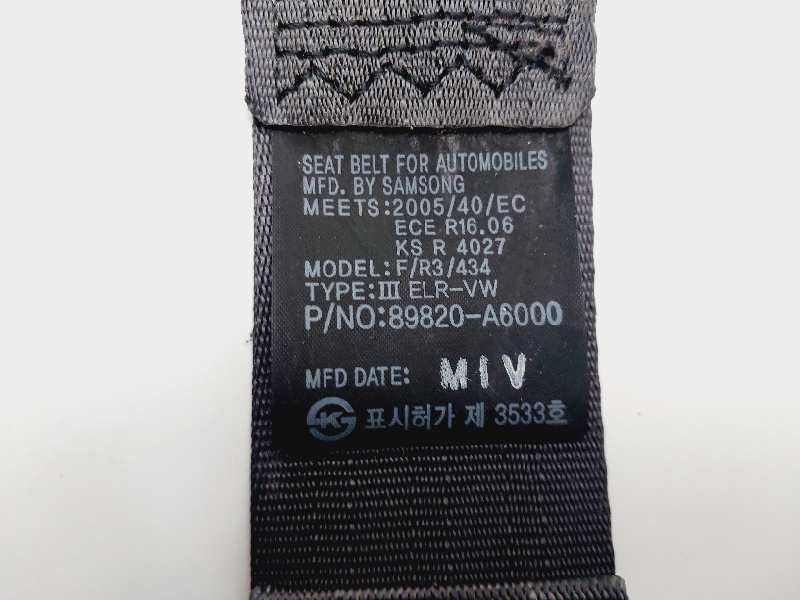 SEAT BELT FOR AUTOMOBILES
MFD. BY SAMSONG
MEETS:2005/40/EC
ECE R16.06
KS R 4027
MODEL:F/R3/434
TYPE:III ELR-VW
P/NO:89820-A6000
MFD DATE: M I V
표시허가 제 3533호